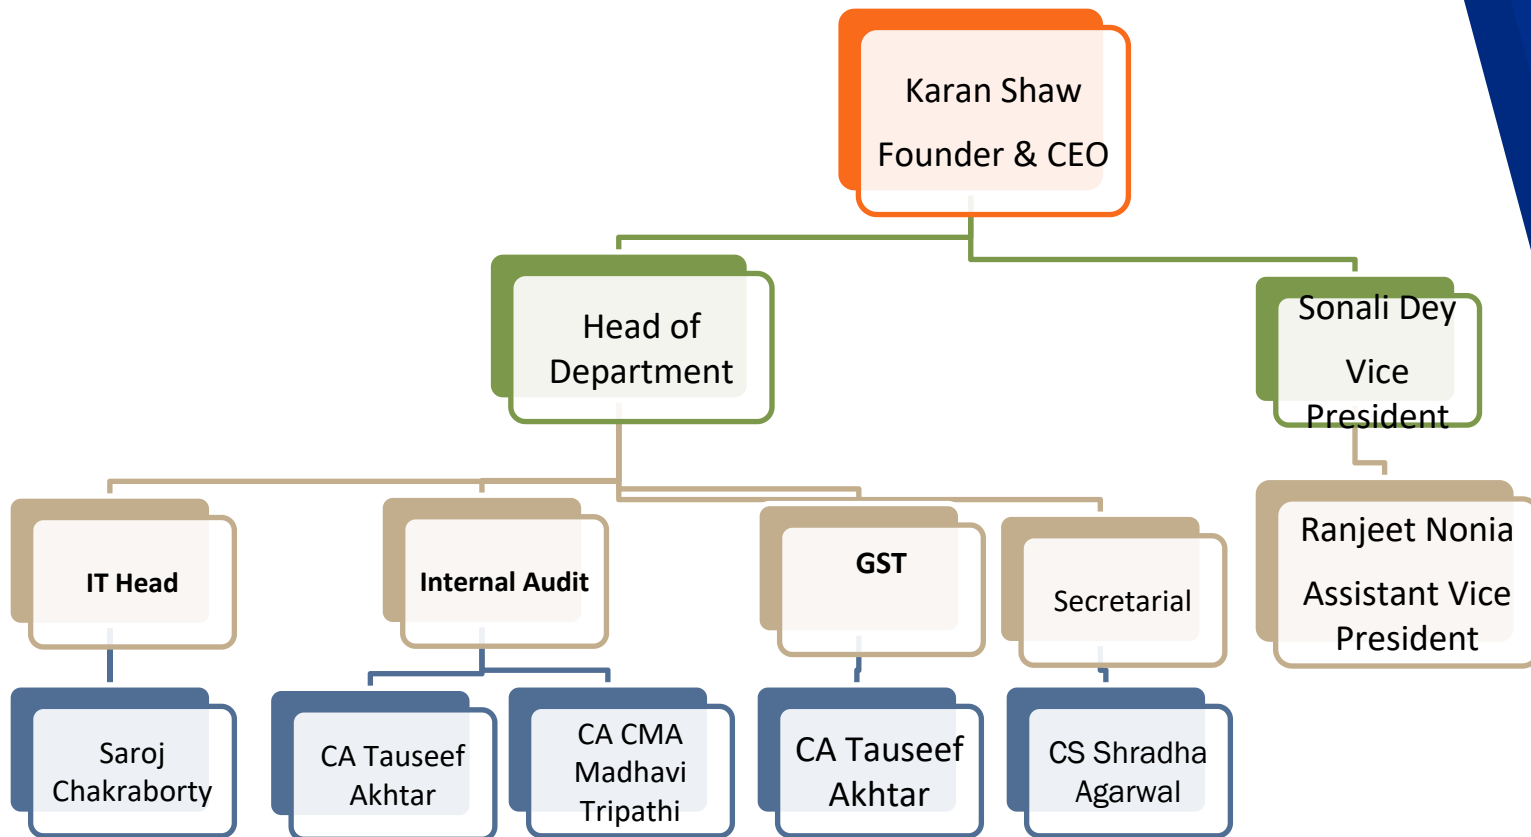 Karan Shaw
Founder & CEO
Head of
Department
Sonali Dey
Vice
President
IT Head
Internal Audit
GST
Secretarial
Ranjeet Nonia
Assistant Vice
President
Saroj
Chakraborty
CA Tauseef
Akhtar
CA CMA
Madhavi
Tripathi
CA Tauseef
Akhtar
CS Shradha
Agarwal